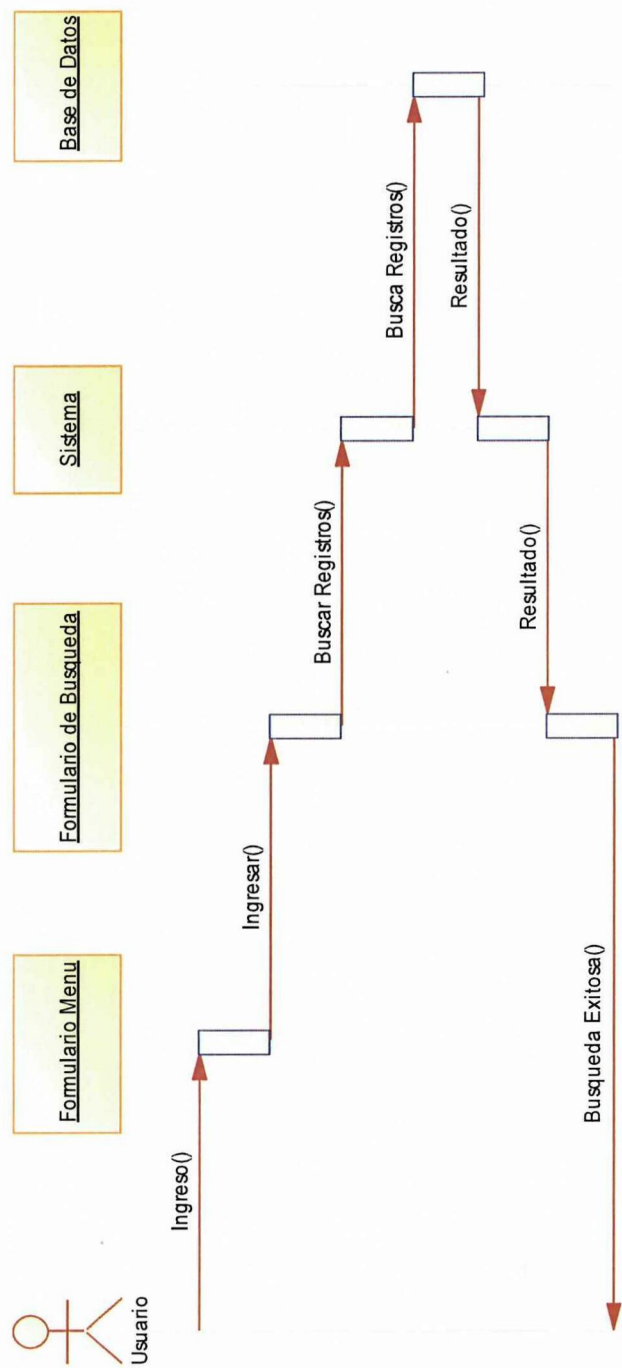 Usuario
Formulario Menu
Formulario de Busqueda
Sistema
Base de Datos
Ingreso()
Ingresar()
Buscar Registros()
Busca Registros()
Resultado()
Resultado()
Busqueda Exitosa()